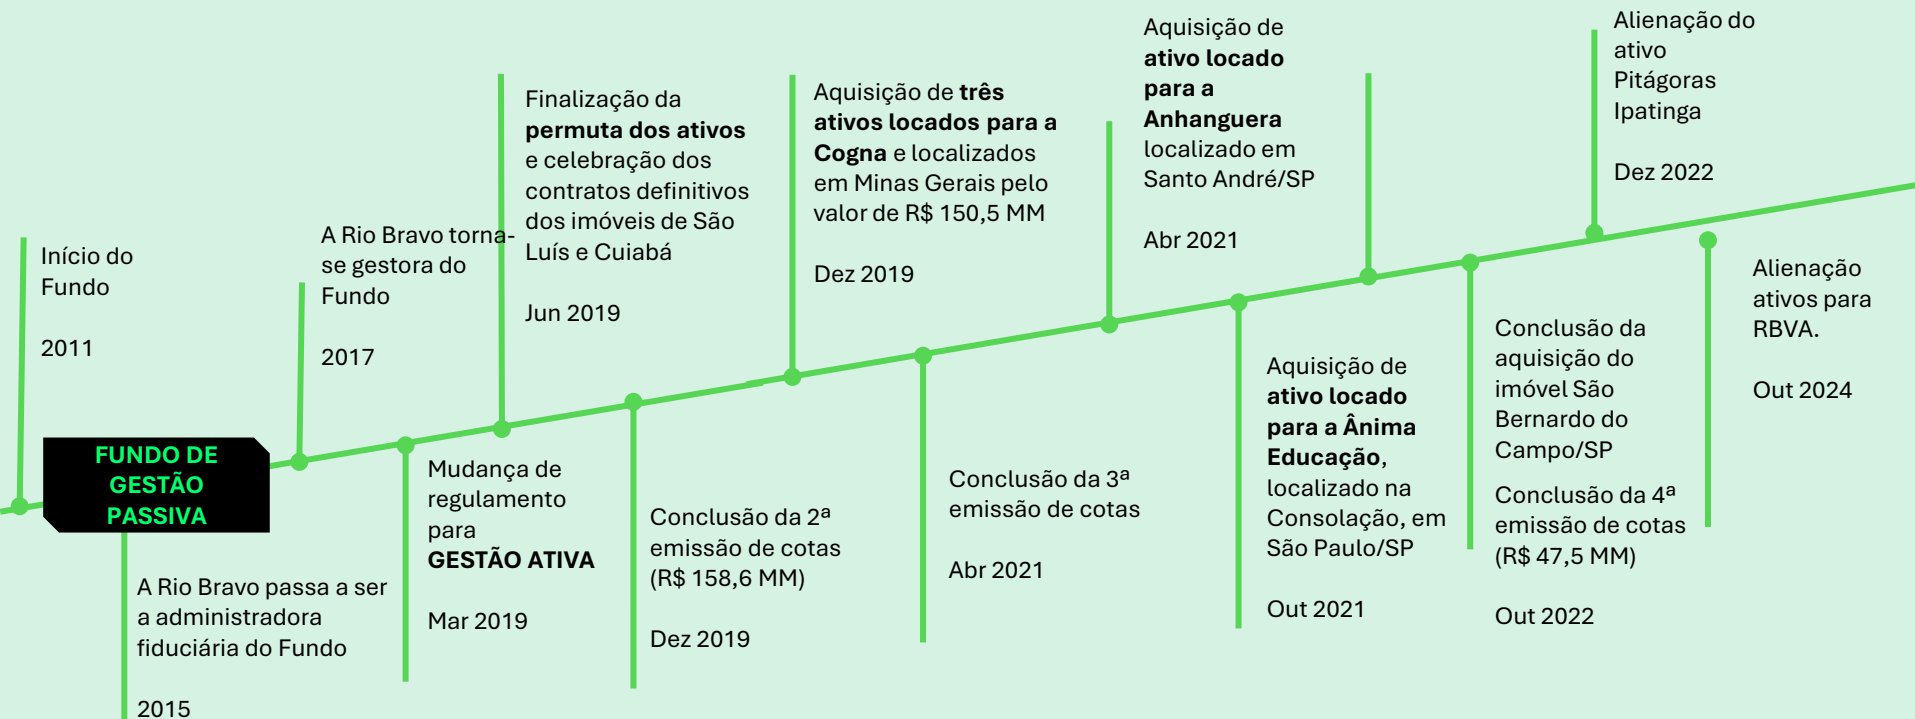 Início do
Fundo
2011
FUNDO DE
GESTÃO
PASSIVA
A Rio Bravo passa a ser
a administradora
fiduciária do Fundo
2015
A Rio Bravo torna-
se gestora do
Fundo
2017
Mudança de
regulamento
para
GESTÃO ATIVA
Mar 2019
Finalização da
permuta dos ativos
e celebração dos
contratos definitivos
dos imóveis de São
Luís e Cuiabá
Jun 2019
Conclusão da 2ª
emissão de cotas
(R$ 158,6 MM)
Dez 2019
Aquisição de três
ativos locados para a
Cogna e localizados
em Minas Gerais pelo
valor de R$ 150,5 MM
Dez 2019
Conclusão da 3ª
emissão de cotas
Abr 2021
Aquisição de
ativo locado
para a
Anhanguera
localizado em
Santo André/SP
Abr 2021
Aquisição de
ativo locado
para a Ânima
Educação,
localizado na
Consolação, em
São Paulo/SP
Out 2021
Conclusão da
aquisição do
imóvel São
Bernardo do
Campo/SP
Conclusão da 4ª
emissão de cotas
(R$ 47,5 MM)
Out 2022
Alienação do
ativo
Pitágoras
Ipatinga
Dez 2022
Alienação
ativos para
RBVA.
Out 2024